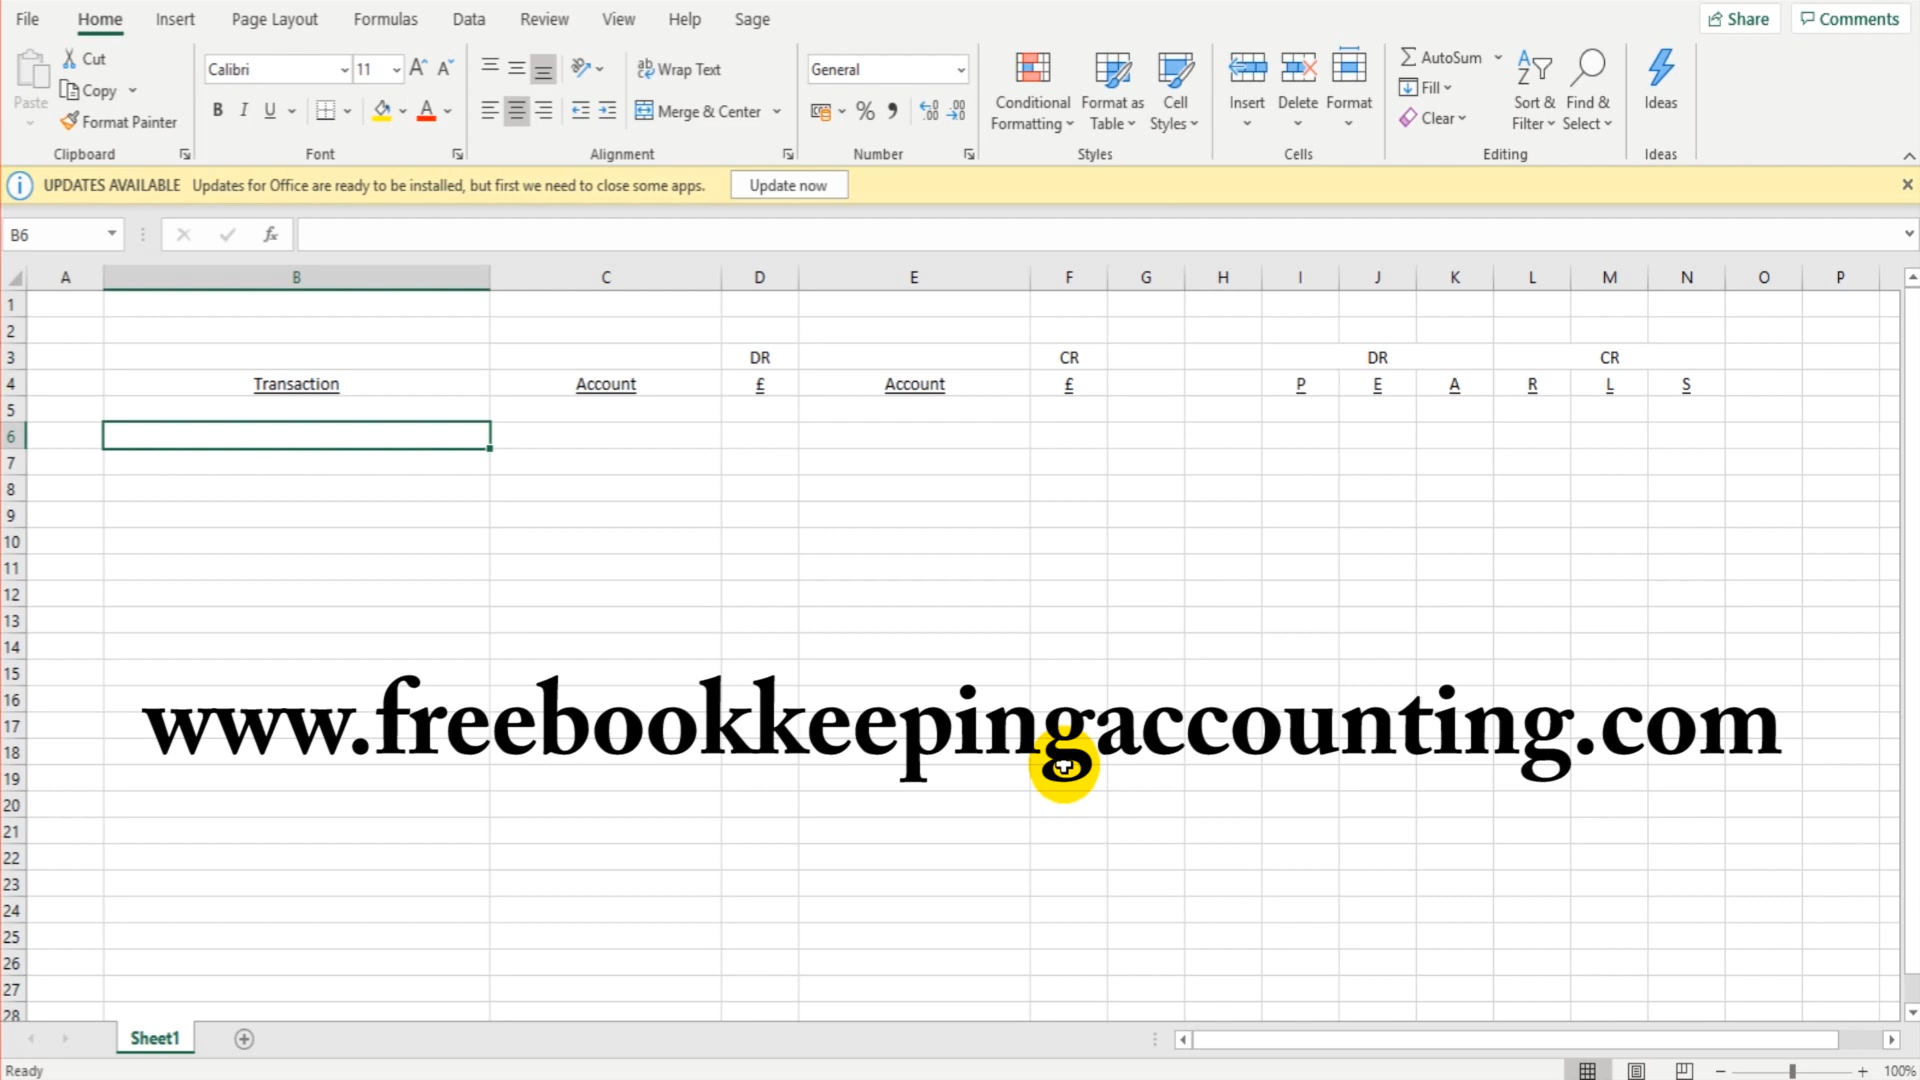 File Home Insert Page Layout Formulas Data Review View Help Sage Share Comments
Paste Cut Calibri 11 Wrap Text General Conditional Formatting Format as Table Cell Styles Insert Delete Format AutoSum Sort & Filter Find & Select Ideas
Copy Fill
Format Painter B I U A Merge & Center % Clear
Clipboard Font Alignment Number Styles Cells Editing Ideas
UPDATES AVAILABLE Updates for Office are ready to be installed, but first we need to close some apps. Update now
B6 fx
A B C D E F G H I J K L M N O P
1
2
3 DR CR DR CR
4 Transaction Account £ Account £ P E A R L S
5
6
7
8
9
10
11
12
13
14
15
16
www.freebookkeepingaccounting.com
17
18
19
20
21
22
23
24
25
26
27
28
Sheet1
Ready 100%